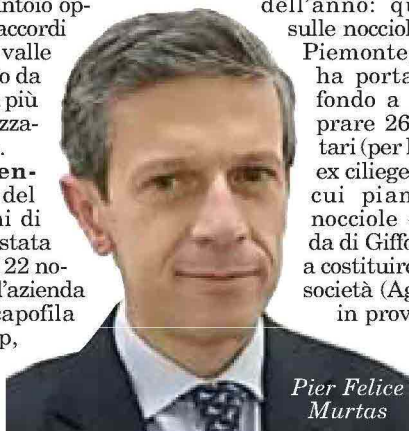 antoio op-
accordi
valle
o da
più
zza-
.
en-
del
ni di
stata
22 no-
l'azienda
capofila
p,
dell'anno: qu
sulle nocciol
Piemonte
ha porta
fondo a
prare 26
tari (per l
ex ciliege
cui pian
nocciole
da di Giffo
a costituire
società (Ag
in prov
Pier Felice
Murtas